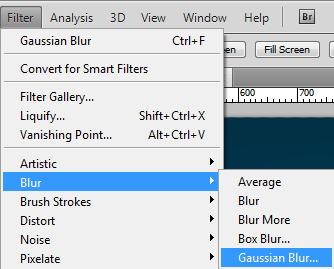 Filter Analysis 3D View Window Help Br
Fill Screen
600 700
Gaussian Blur Ctrl+F
Convert for Smart Filters
Filter Gallery...
Liquify... Shift+Ctrl+X
Vanishing Point... Alt+Ctrl+V
Artistic
Blur
Brush Strokes
Distort
Noise
Pixelate
Average
Blur
Blur More
Box Blur...
Gaussian Blur...